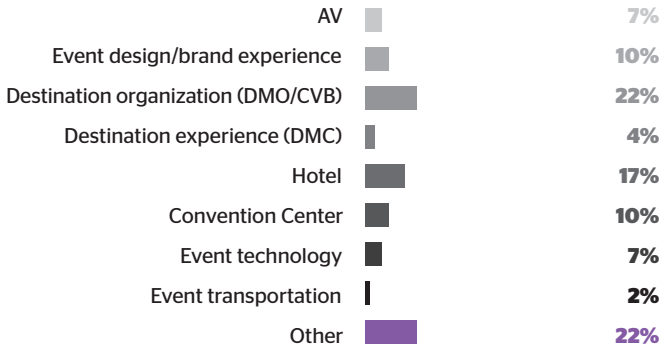 AV 7%
Event design/brand experience 10%
Destination organization (DMO/CVB) 22%
Destination experience (DMC) 4%
Hotel 17%
Convention Center 10%
Event technology 7%
Event transportation 2%
Other 22%